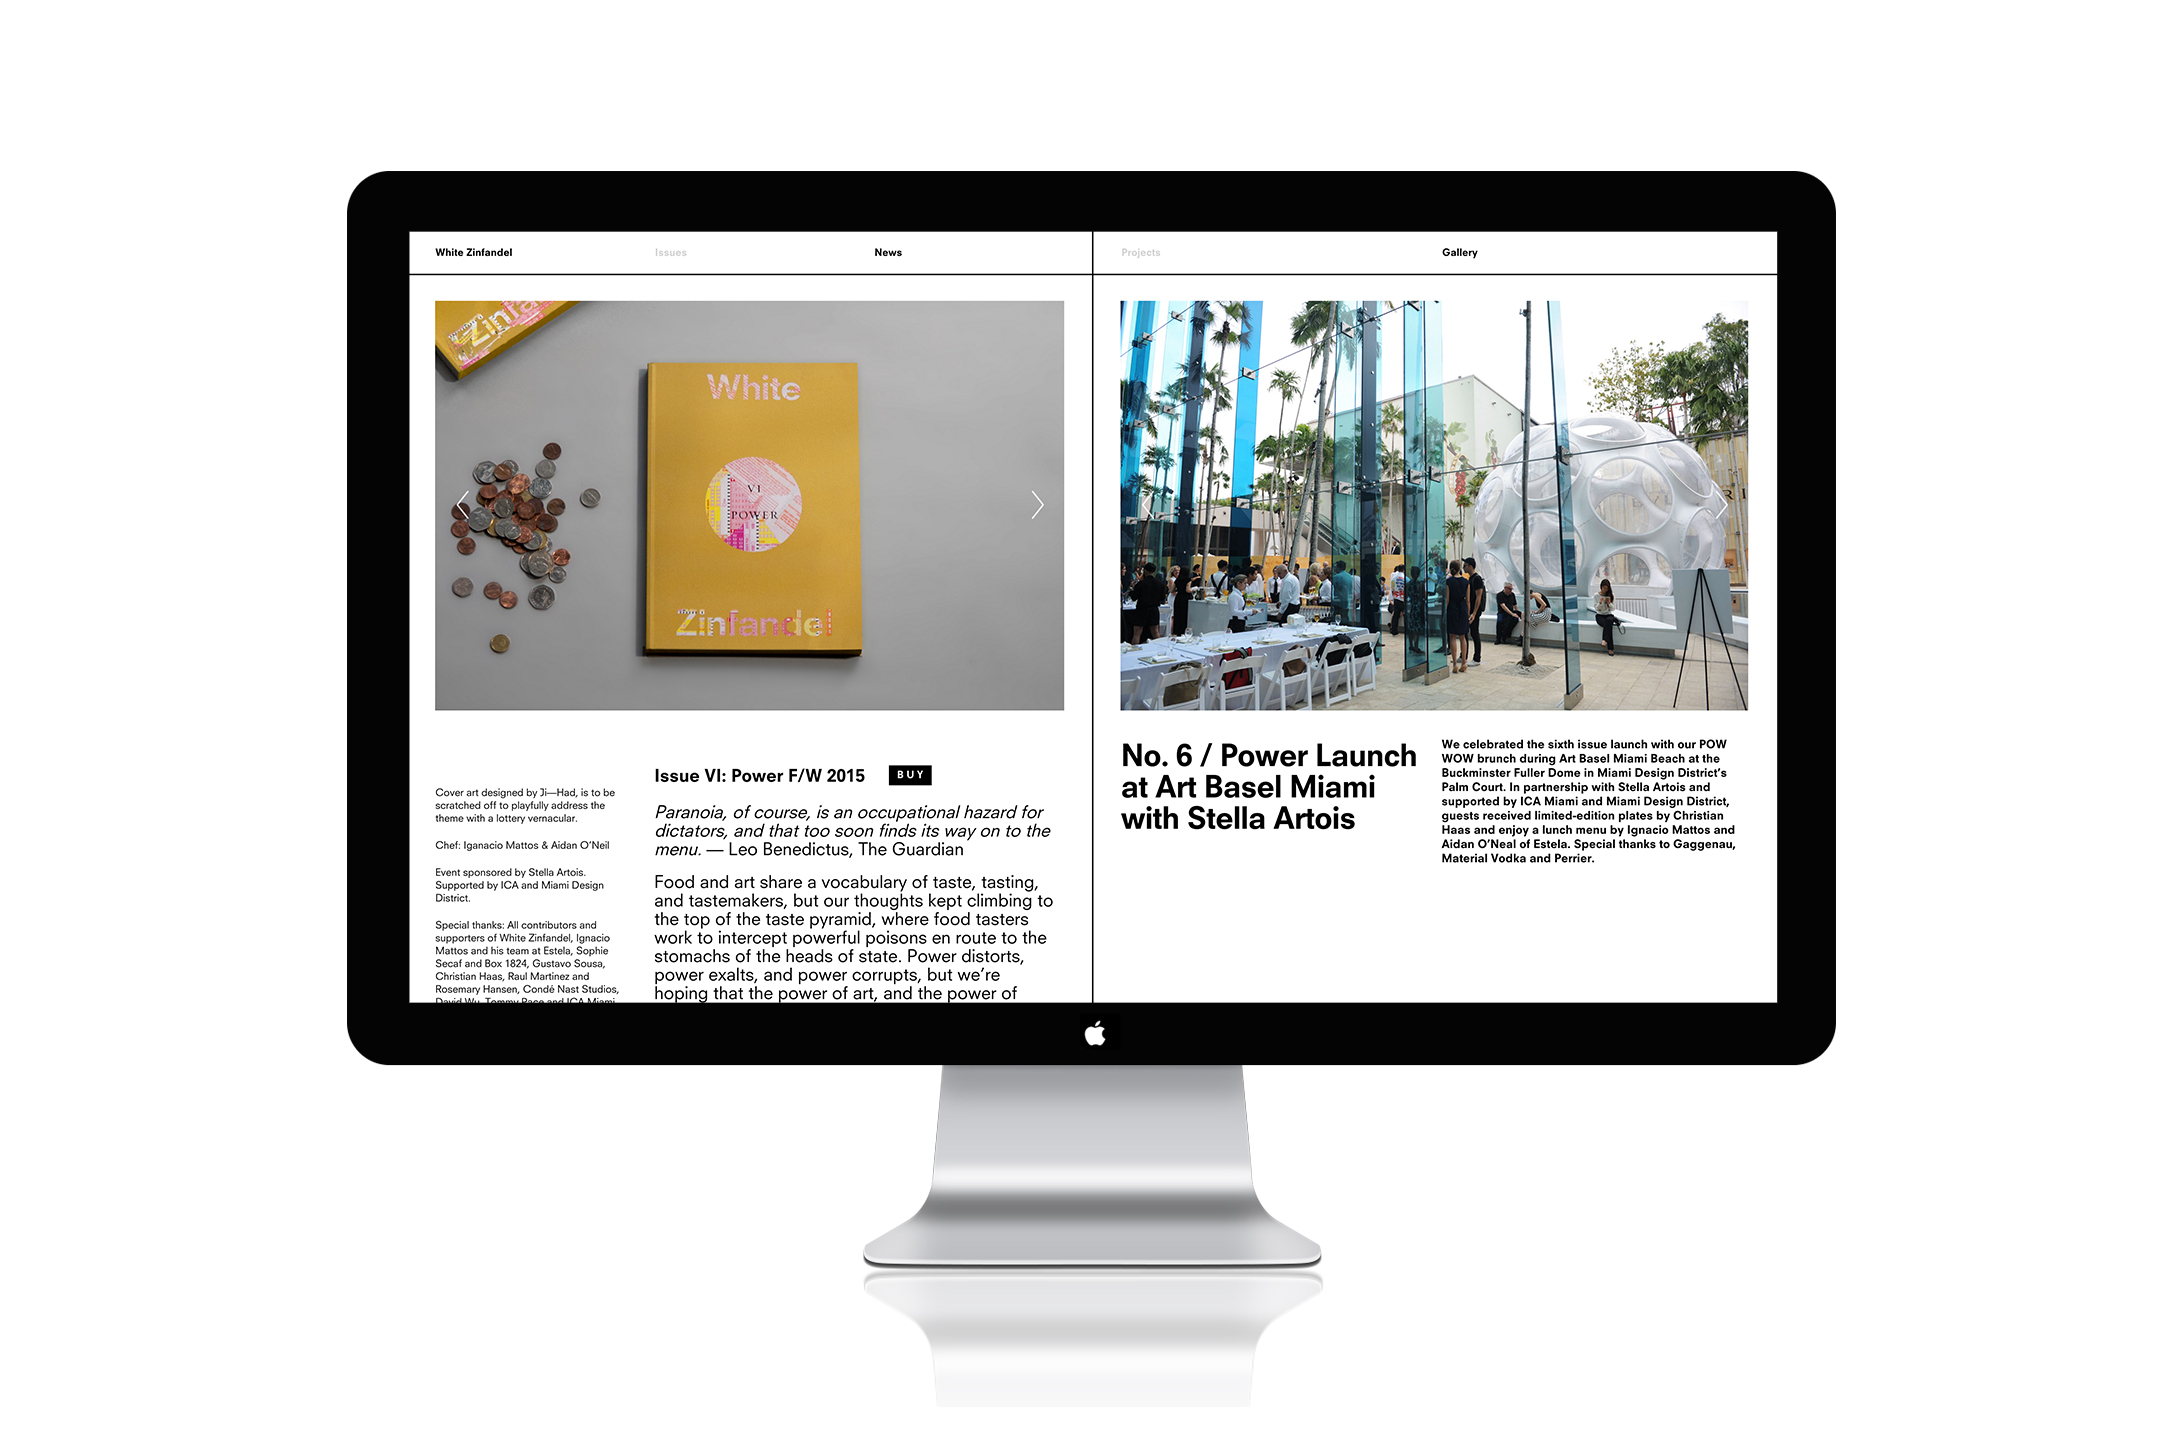 White Zinfandel
Issues
News
Projects
Gallery
Zinfa
White
VI
POWER
Zinfandel
Issue VI: Power F/W 2015
BUY
Cover art designed by Ji—Had, is to be
scratched off to playfully address the
theme with a lottery vernacular.
Chef: Iganacio Mattos & Aidan O’Neil
Event sponsored by Stella Artois.
Supported by ICA and Miami Design
District.
Special thanks: All contributors and
supporters of White Zinfandel, Ignacio
Mattos and his team at Estela, Sophie
Secaf and Box 1824, Gustavo Sousa,
Christian Haas, Raul Martinez and
Rosemary Hansen, Condé Nast Studios,
David Wu, Tommy Pace and ICA Miami
Paranoia, of course, is an occupational hazard for
dictators, and that too soon finds its way on to the
menu. — Leo Benedictus, The Guardian
Food and art share a vocabulary of taste, tasting,
and tastemakers, but our thoughts kept climbing to
the top of the taste pyramid, where food tasters
work to intercept powerful poisons en route to the
stomachs of the heads of state. Power distorts,
power exalts, and power corrupts, but we’re
hoping that the power of art, and the power of
No. 6 / Power Launch
at Art Basel Miami
with Stella Artois
We celebrated the sixth issue launch with our POW
WOW brunch during Art Basel Miami Beach at the
Buckminster Fuller Dome in Miami Design District’s
Palm Court. In partnership with Stella Artois and
supported by ICA Miami and Miami Design District,
guests received limited-edition plates by Christian
Haas and enjoy a lunch menu by Ignacio Mattos and
Aidan O’Neal of Estela. Special thanks to Gaggenau,
Material Vodka and Perrier.